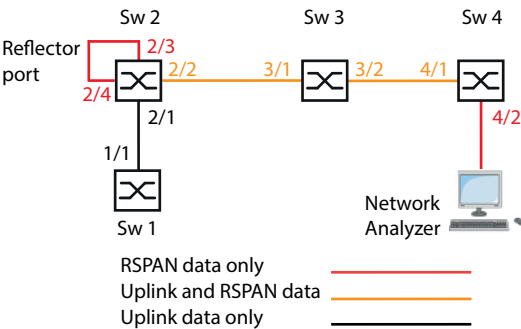 Sw 2
Sw 3
Sw 4
Reflector
port
2/3
2/4
2/2
3/1
3/2
4/1
2/1
4/2
1/1
Sw 1
Network
Analyzer
RSPAN data only
Uplink and RSPAN data
Uplink data only